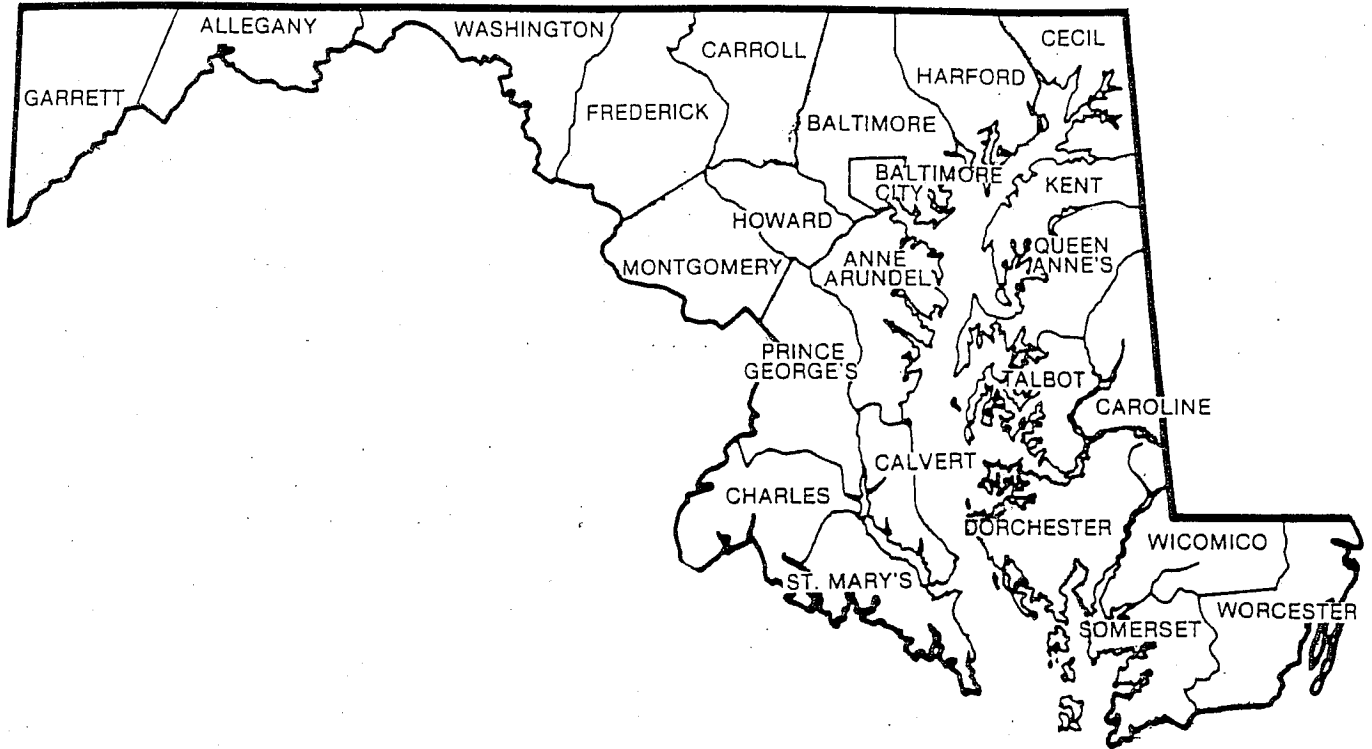 ALLEGANY
WASHINGTON
CARROLL
CECIL
GARRETT
HARFORD
FREDERICK
BALTIMORE
BALTIMORE
CITY
KENT
HOWARD
MONTGOMERY
ANNE
ARUNDEL
QUEEN
ANNE'S
PRINCE
GEORGE'S
TALBOT
CAROLINE
CALVERT
CHARLES
DORCHESTER
WICOMICO
ST. MARY'S
WORCESTER
SOMERSET